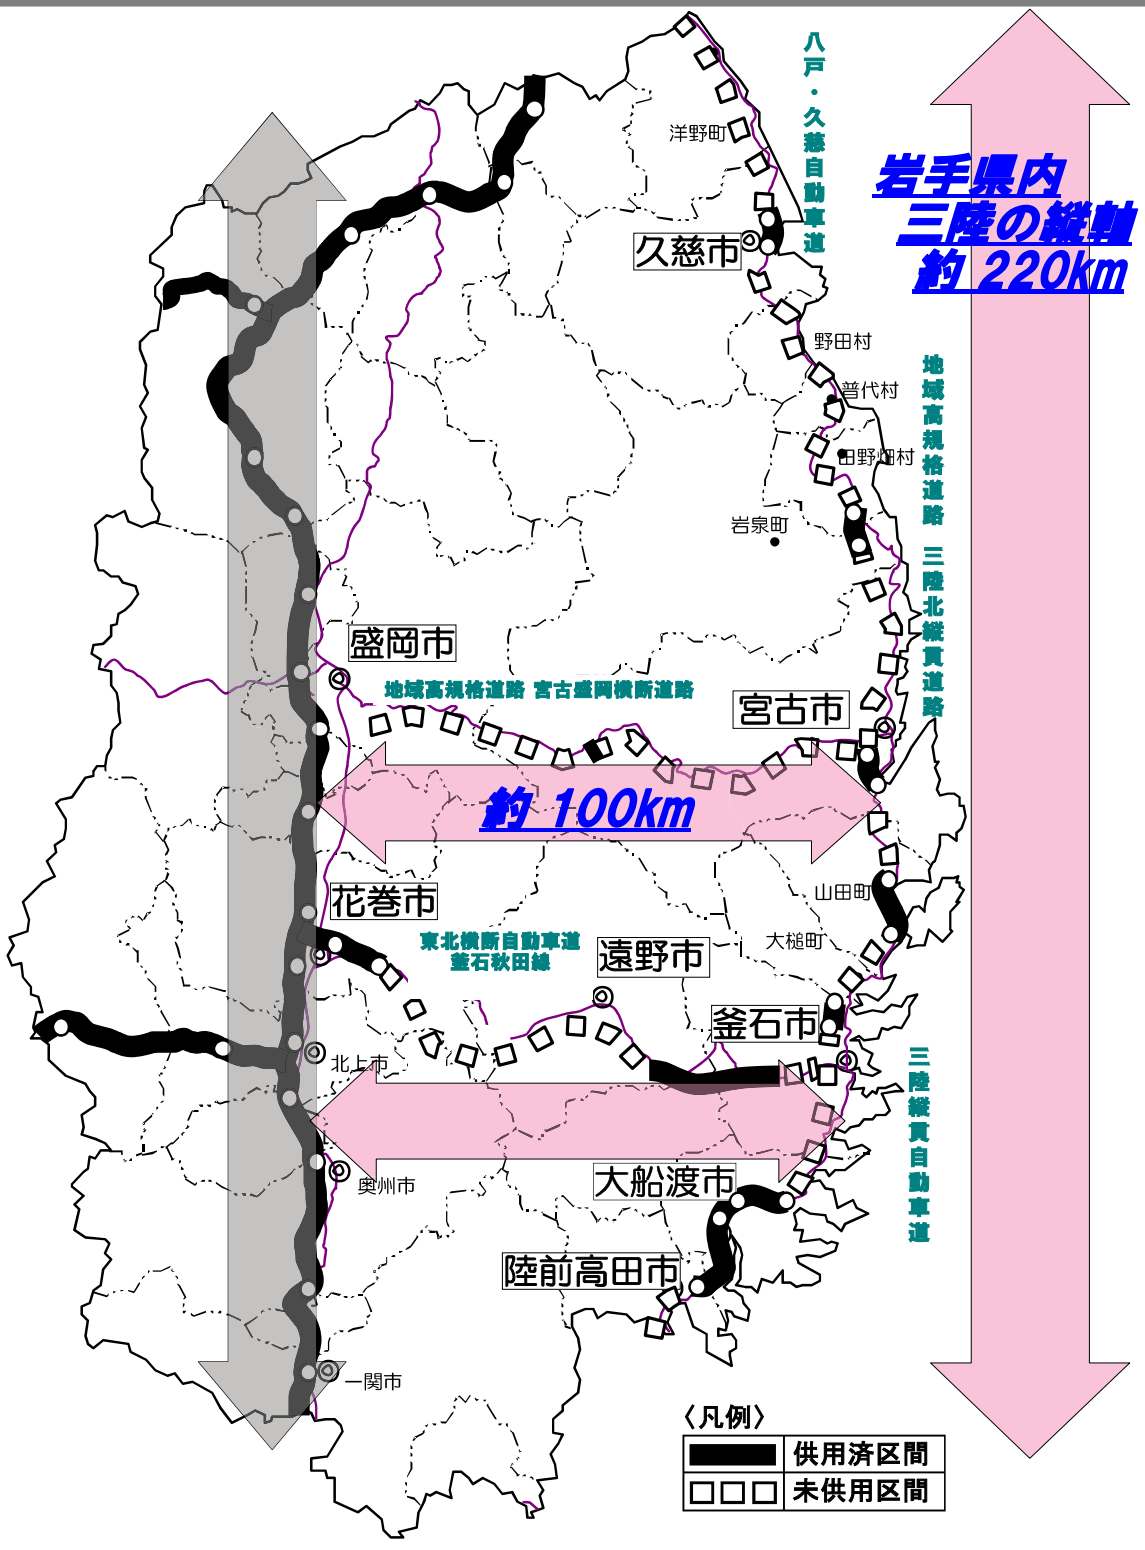 八戸・久慈自動車道
洋野町
岩手県内
三陸の縦軸
約 220km
久慈市
野田村
地域高規格道路 三陸北縦貫道路
普代村
田野畑村
岩泉町
盛岡市
地域高規格道路 宮古盛岡横断道路
宮古市
約 100km
花巻市
山田町
東北横断自動車道
釜石秋田線
大槌町
遠野市
釜石市
北上市
三陸縦貫自動車道
大船渡市
奥州市
陸前高田市
一関市
〈凡例〉
供用済区間
未供用区間